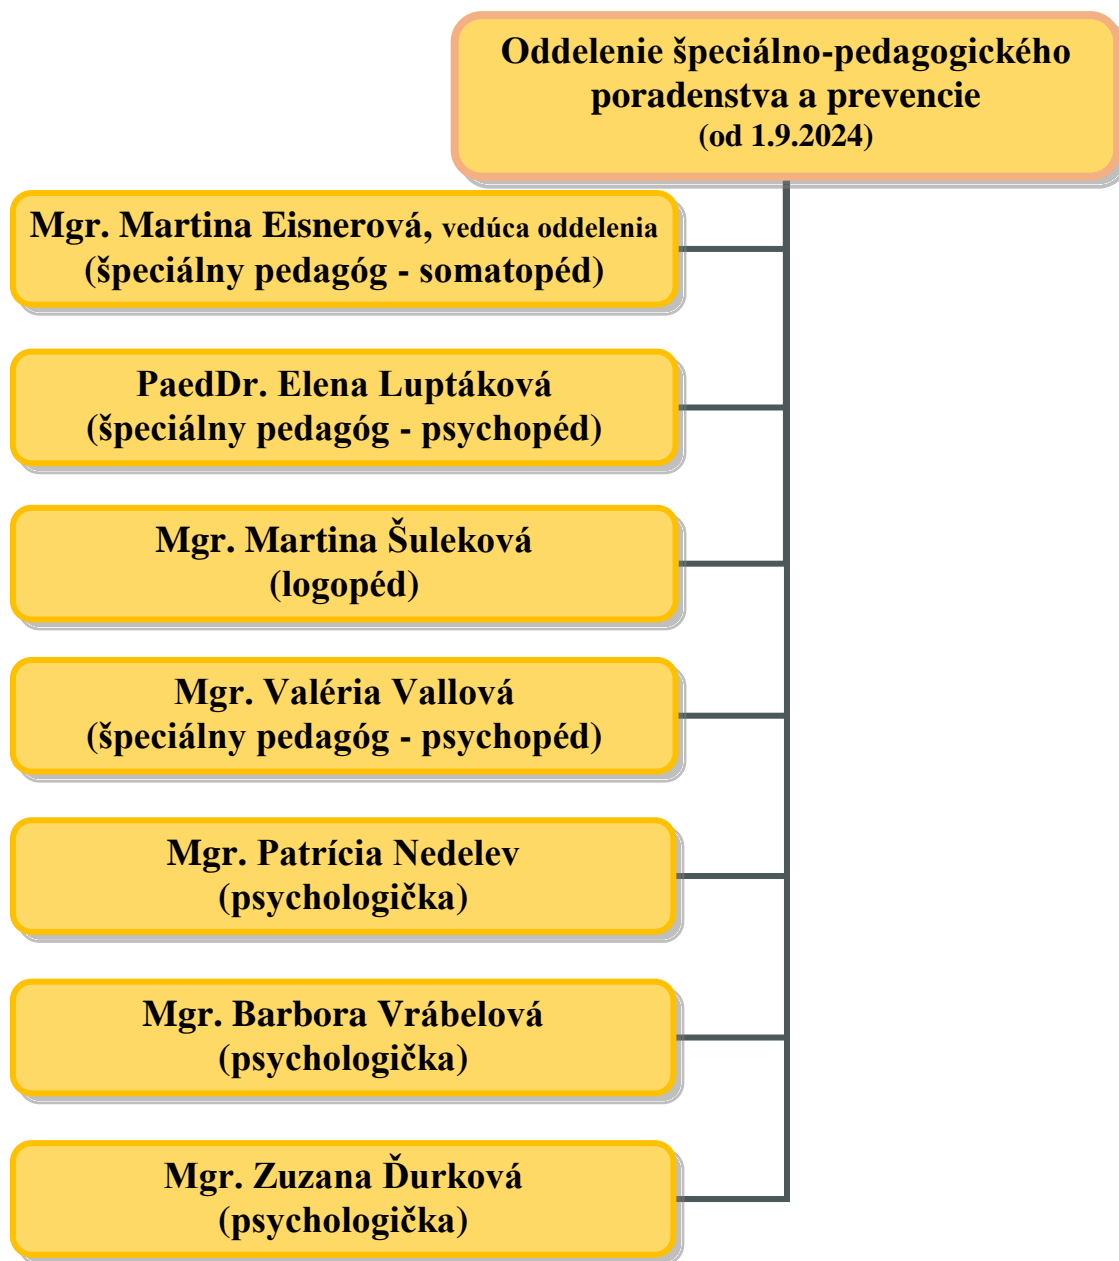 Oddelenie špeciálno-pedagogického
poradenstva a prevencie
(od 1.9.2024)
Mgr. Martina Eisnerová, vedúca oddelenia
(špeciálny pedagóg - somatopéd)
PaedDr. Elena Luptáková
(špeciálny pedagóg - psychopéd)
Mgr. Martina Šuleková
(logopéd)
Mgr. Valéria Vallová
(špeciálny pedagóg - psychopéd)
Mgr. Patrícia Nedelev
(psychologička)
Mgr. Barbora Vrábelová
(psychologička)
Mgr. Zuzana Ďurková
(psychologička)